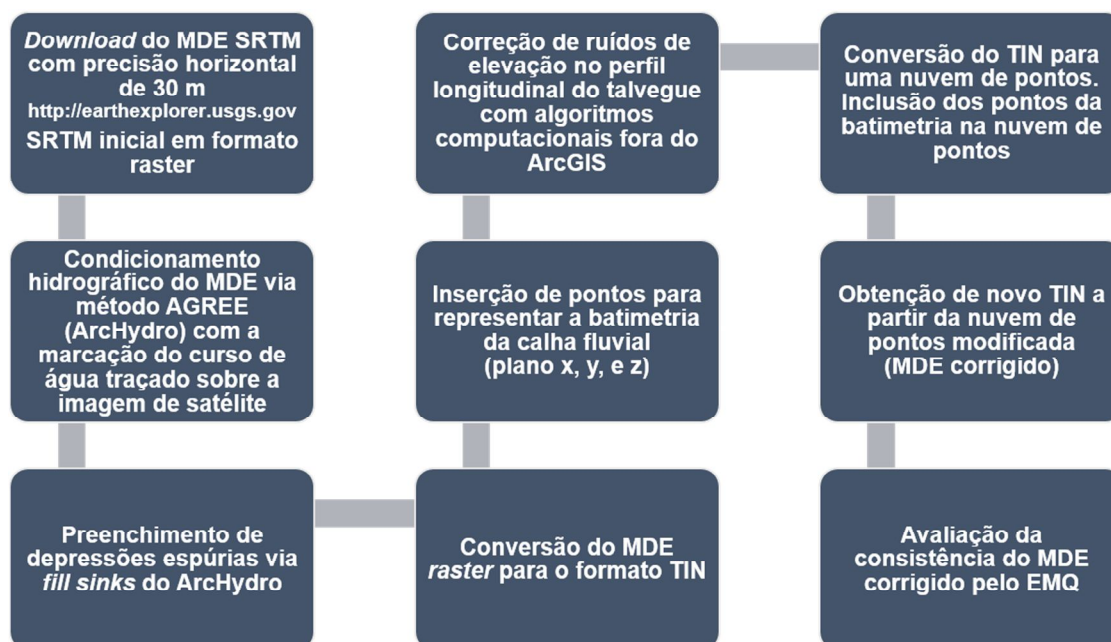 Download do MDE SRTM
com precisão horizontal
de 30 m
http://earthexplorer.usgs.gov
SRTM inicial em formato
raster
Condicionamento
hidrográfico do MDE via
método AGREE
(ArcHydro) com a
marcação do curso de
água traçado sobre a
imagem de satélite
Preenchimento de
depressões espúrias via
fill sinks do ArcHydro
Conversão do MDE
raster para o formato TIN
Inserção de pontos para
representar a batimetria
da calha fluvial
(plano x, y, e z)
Correção de ruídos de
elevação no perfil
longitudinal do talvegue
com algoritmos
computacionais fora do
ArcGIS
Conversão do TIN para
uma nuvem de pontos.
Inclusão dos pontos da
batimetria na nuvem de
pontos
Obtenção de novo TIN a
partir da nuvem de
pontos modificada
(MDE corrigido)
Avaliação da
consistência do MDE
corrigido pelo EMQ